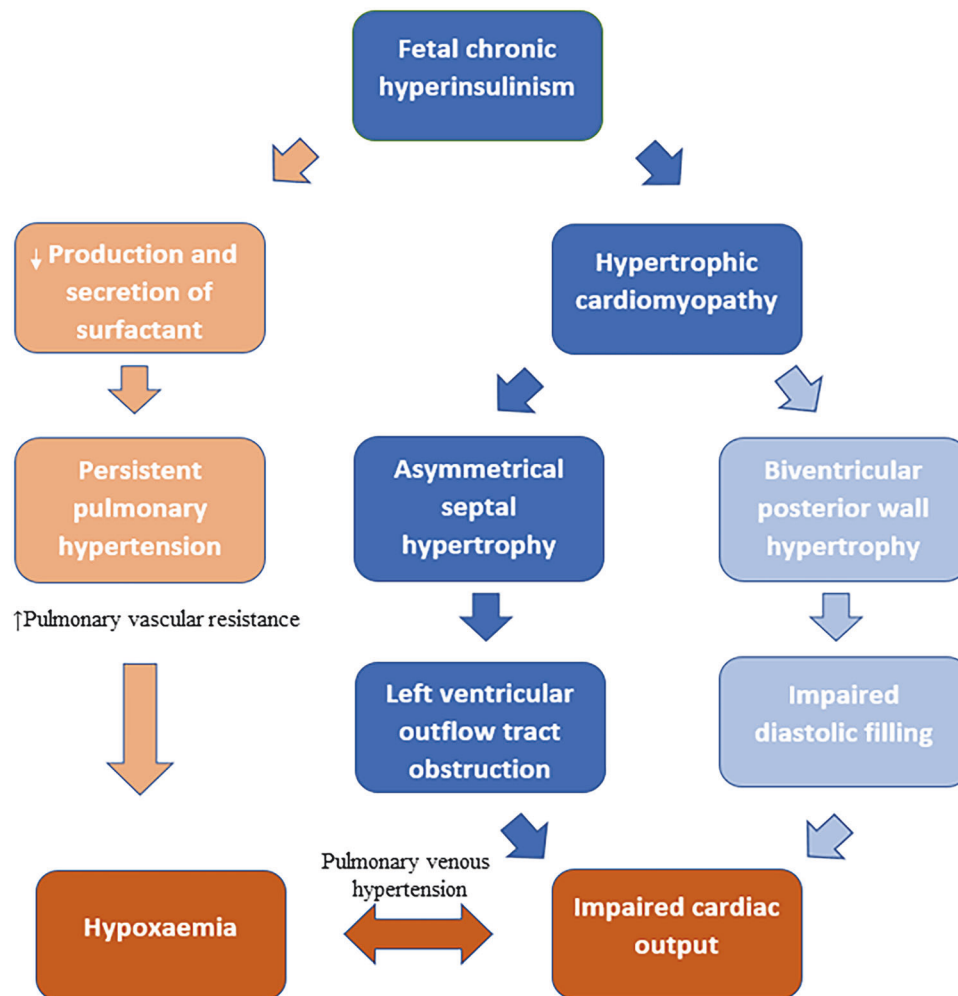 Fetal chronic
hyperinsulinism
↓ Production and
secretion of
surfactant
Hypertrophic
cardiomyopathy
Persistent
pulmonary
hypertension
Asymmetrical
septal
hypertrophy
Biventricular
posterior wall
hypertrophy
↑Pulmonary vascular resistance
Left ventricular
outflow tract
obstruction
Impaired
diastolic filling
Pulmonary venous
hypertension
Hypoxaemia
Impaired cardiac
output